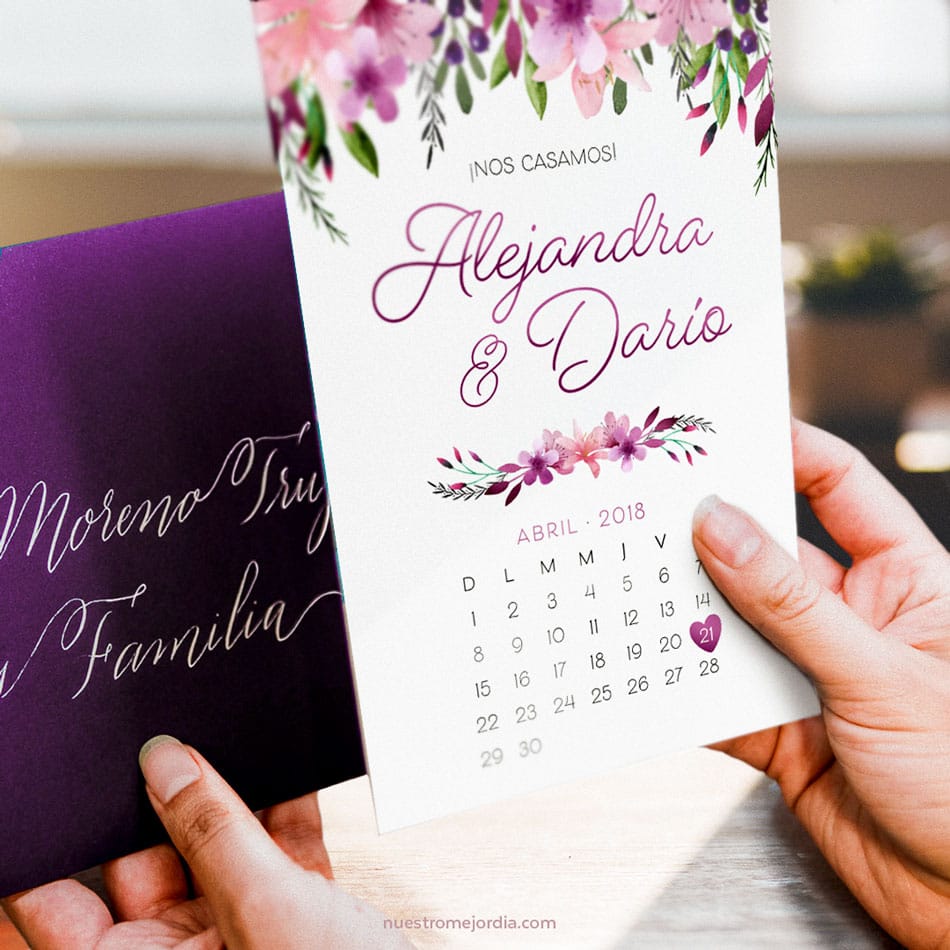 ¡NOS CASAMOS!
Alejandra
& Darío
ABRIL · 2018
D L M M J V
1 2 3 4 5 6 7
8 9 10 11 12 13 14
15 16 17 18 19 20 21
22 23 24 25 26 27 28
29 30
Moreno
Familia
nuestromejordia.com